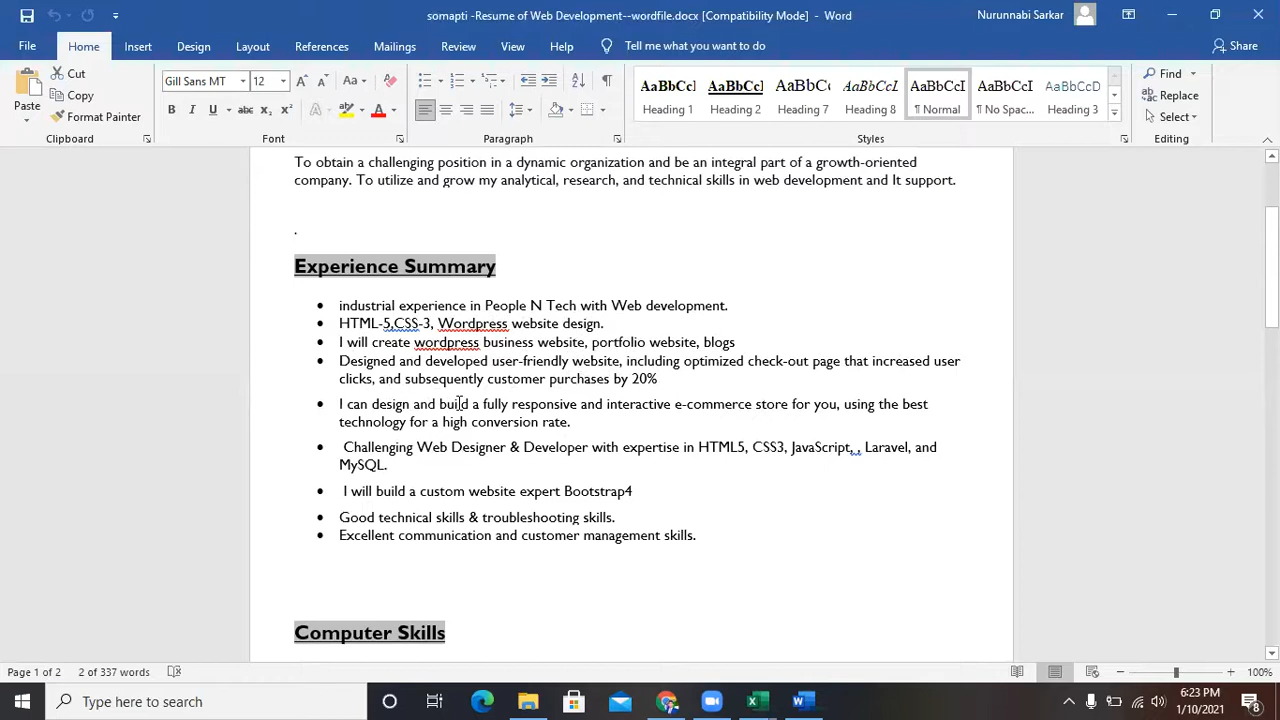 somapti -Resume of Web Development--wordfile.docx [Compatibility Mode] - Word
Nurunnabi Sarkar
File Home Insert Design Layout References Mailings Review View Help Tell me what you want to do Share
Cut
Copy
Format Painter
Paste
Clipboard
Gill Sans MT 12
Font
Paragraph
AaBbCcI AaBbCcl AaBbCc AaBbCcl AaBbCcI AaBbCcI AaBbCcD
Heading 1 Heading 2 Heading 7 Heading 8 ¶ Normal ¶ No Spac... Heading 3
Styles
Find
Replace
Select
Editing
To obtain a challenging position in a dynamic organization and be an integral part of a growth-oriented
company. To utilize and grow my analytical, research, and technical skills in web development and It support.
.
Experience Summary
• industrial experience in People N Tech with Web development.
• HTML-5,CSS-3, Wordpress website design.
• I will create wordpress business website, portfolio website, blogs
• Designed and developed user-friendly website, including optimized check-out page that increased user
clicks, and subsequently customer purchases by 20%
• I can design and build a fully responsive and interactive e-commerce store for you, using the best
technology for a high conversion rate.
• Challenging Web Designer & Developer with expertise in HTML5, CSS3, JavaScript, , Laravel, and
MySQL.
• I will build a custom website expert Bootstrap4
• Good technical skills & troubleshooting skills.
• Excellent communication and customer management skills.
Computer Skills
Page 1 of 2 2 of 337 words 100%
Type here to search
6:23 PM
1/10/2021
8